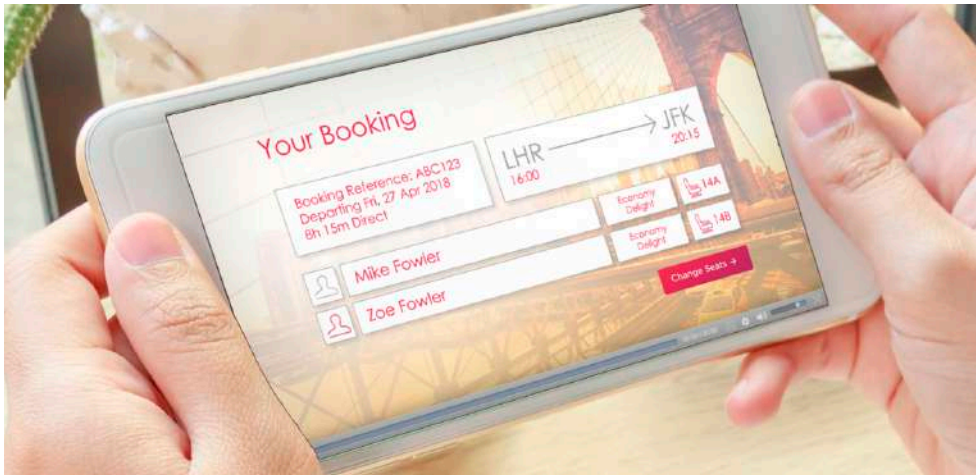 Your Booking
Booking Reference: ABC123
Departing Fri, 27 Apr 2018
8h 15m Direct
LHR → JFK
16:00 20:15
Mike Fowler
Economy
Delight
14A
Zoe Fowler
Economy
Delight
14B
Change Seats →